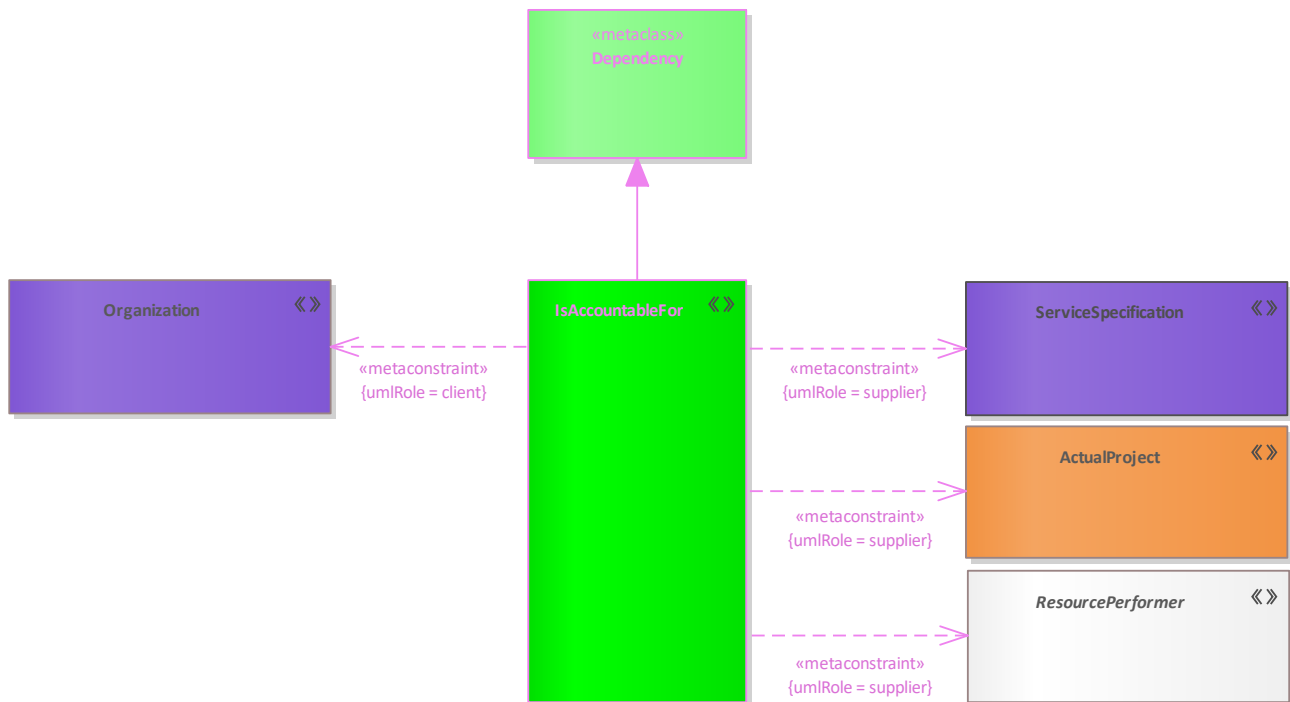 «metaclass»
Dependency
Organization «»
IsAccountableFor «»
ServiceSpecification «»
«metaconstraint»
{umlRole = client}
«metaconstraint»
{umlRole = supplier}
ActualProject «»
«metaconstraint»
{umlRole = supplier}
ResourcePerformer «»
«metaconstraint»
{umlRole = supplier}